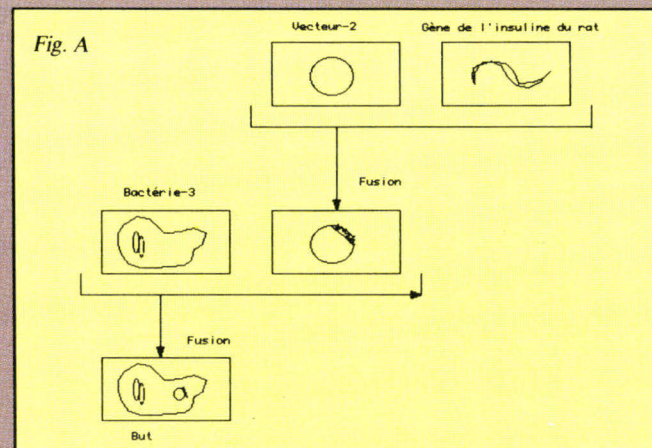 Fig. A
Vecteur-2
Gène de l'insuline du rat
Fusion
Bactérie-3
Fusion
But